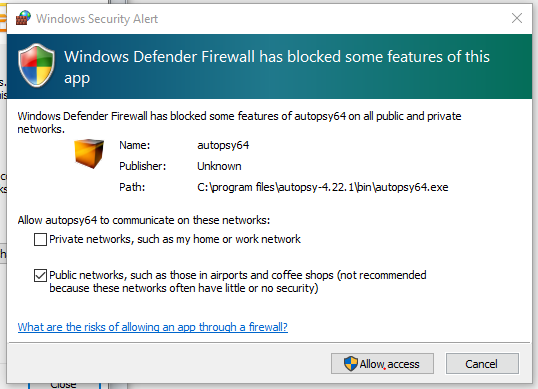 Windows Security Alert
Windows Defender Firewall has blocked some features of this
app
Windows Defender Firewall has blocked some features of autopsy64 on all public and private
networks.
Name: autopsy64
Publisher: Unknown
Path: C:\program files\autopsy-4.22.1\bin\autopsy64.exe
Allow autopsy64 to communicate on these networks:
Private networks, such as my home or work network
Public networks, such as those in airports and coffee shops (not recommended
because these networks often have little or no security)
What are the risks of allowing an app through a firewall?
Allow access
Cancel
Close